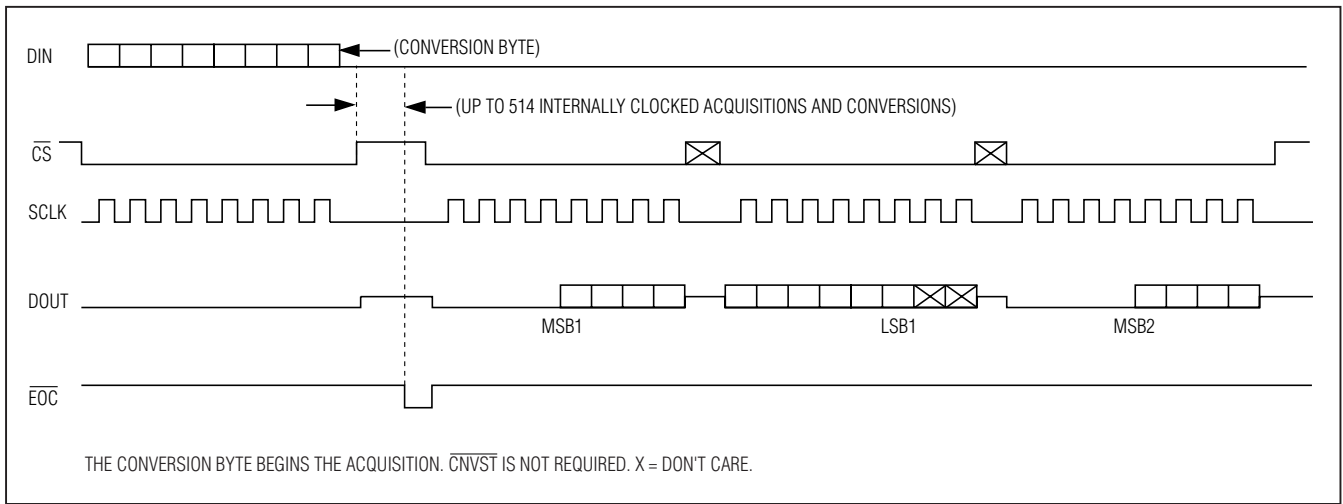 DIN
(CONVERSION BYTE)
(UP TO 514 INTERNALLY CLOCKED ACQUISITIONS AND CONVERSIONS)
CS
SCLK
DOUT
MSB1
LSB1
MSB2
EOC
THE CONVERSION BYTE BEGINS THE ACQUISITION. CNVST IS NOT REQUIRED. X = DON'T CARE.